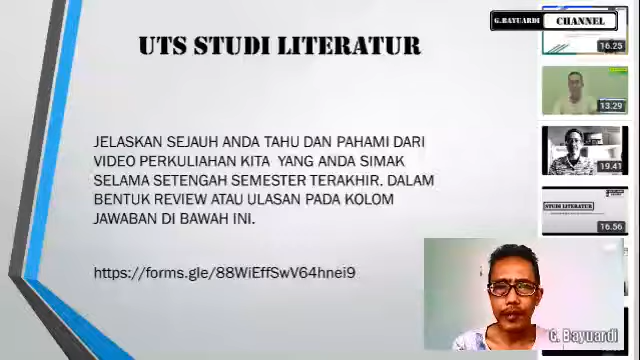 G.BAYUARDI CHANNEL
UTS STUDI LITERATUR
16.25
13.29
JELASKAN SEJAUH ANDA TAHU DAN PAHAMI DARI
VIDEO PERKULIAHAN KITA YANG ANDA SIMAK
SELAMA SETENGAH SEMESTER TERAKHIR. DALAM
BENTUK REVIEW ATAU ULASAN PADA KOLOM
JAWABAN DI BAWAH INI.
19.41
STUDI LITERATUR
16.56
https://forms.gle/88WiEffSwV64hnei9
G. Bayuardi